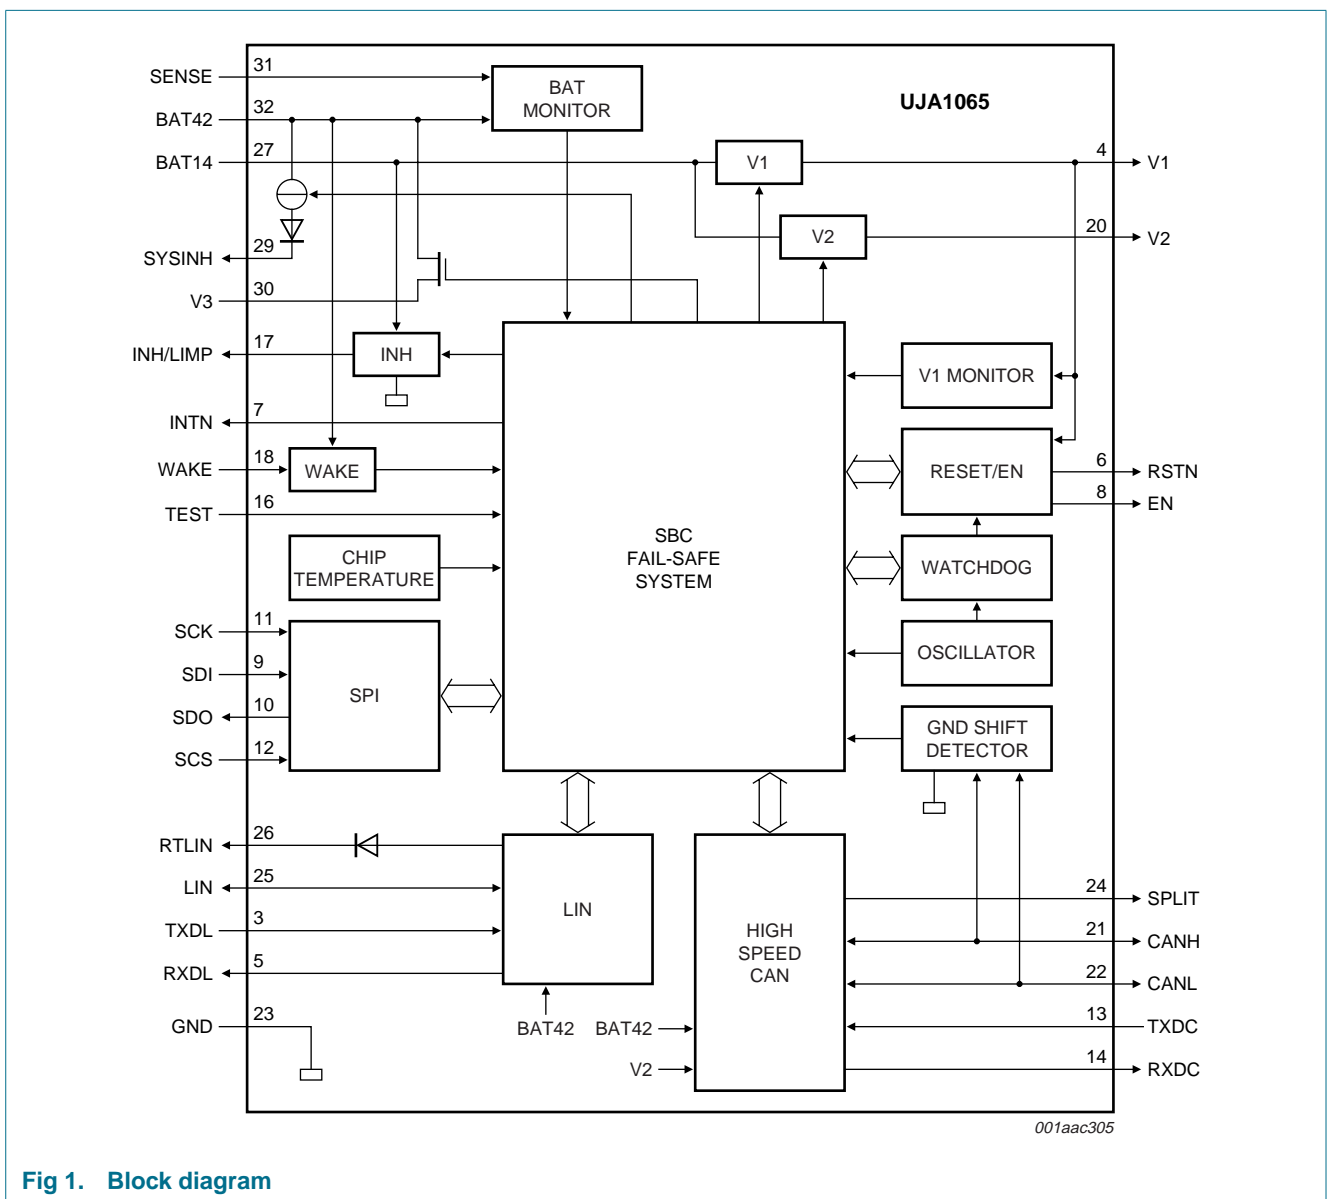 UJA1065
SENSE
31
BAT42
32
BAT14
27
SYSINH
29
V3
30
INH/LIMP
17
INTN
7
WAKE
18
TEST
16
SCK
11
SDI
9
SDO
10
SCS
12
RTLIN
26
LIN
25
TXDL
3
RXDL
5
GND
23
BAT
MONITOR
V1
V2
INH
WAKE
CHIP
TEMPERATURE
SPI
SBC
FAIL-SAFE
SYSTEM
V1 MONITOR
RESET/EN
WATCHDOG
OSCILLATOR
GND SHIFT
DETECTOR
LIN
BAT42
HIGH
SPEED
CAN
BAT42
V2
4
V1
20
V2
6
RSTN
8
EN
24
SPLIT
21
CANH
22
CANL
13
TXDC
14
RXDC
001aac305
Fig 1. Block diagram